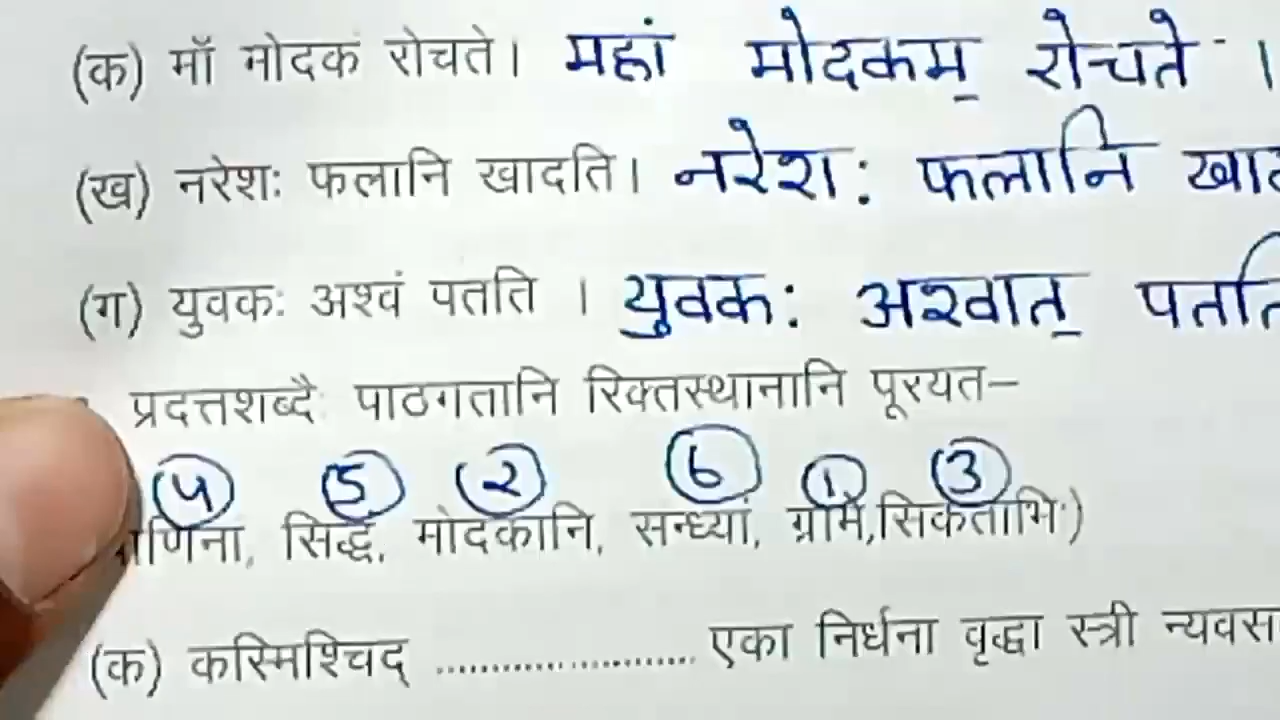 (क) माँ मोदकं रोचते। मह्यं मोदकम् रोचते ।
(ख) नरेशः फलानि खादति। नरेश: फलानि
(ग) युवकः अश्वं पतति । युवक: अश्वात् पतति
प्रदत्तशब्दै पाठगतानि रिक्तस्थानानि पूरयत–
4 5 2 6 1 3
सिद्धं, मोदकानि, सन्ध्यां, ग्रामे, सिकताभिः)
(क) कस्मिश्चिद् .......................... एका निर्धना वृद्धा स्त्री